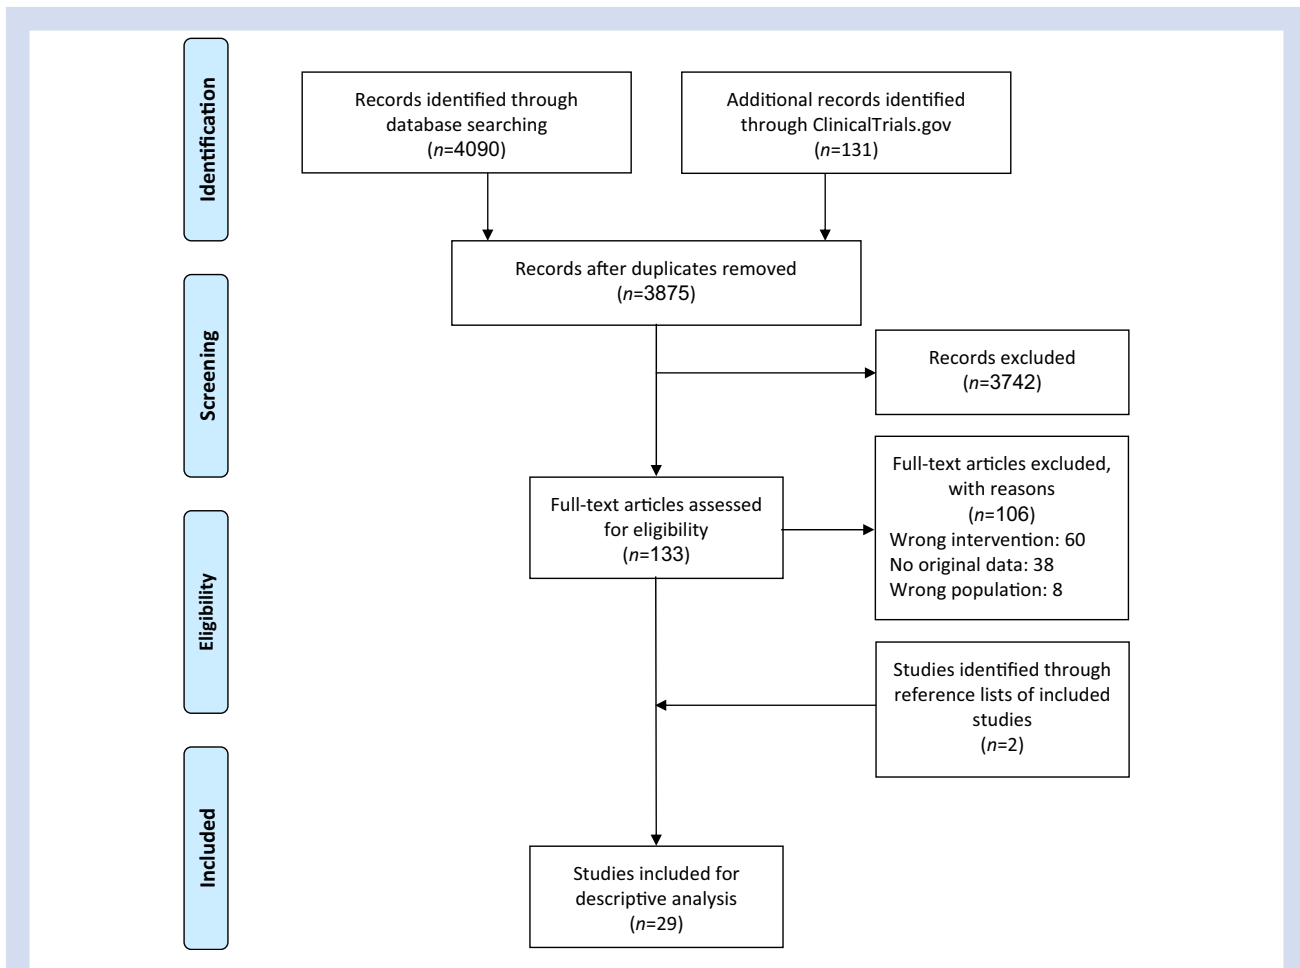 Identification
Records identified through
database searching
(n=4090)
Additional records identified
through ClinicalTrials.gov
(n=131)
Records after duplicates removed
(n=3875)
Screening
Records excluded
(n=3742)
Full-text articles assessed
for eligibility
(n=133)
Full-text articles excluded,
with reasons
(n=106)
Wrong intervention: 60
No original data: 38
Wrong population: 8
Eligibility
Studies identified through
reference lists of included
studies
(n=2)
Included
Studies included for
descriptive analysis
(n=29)